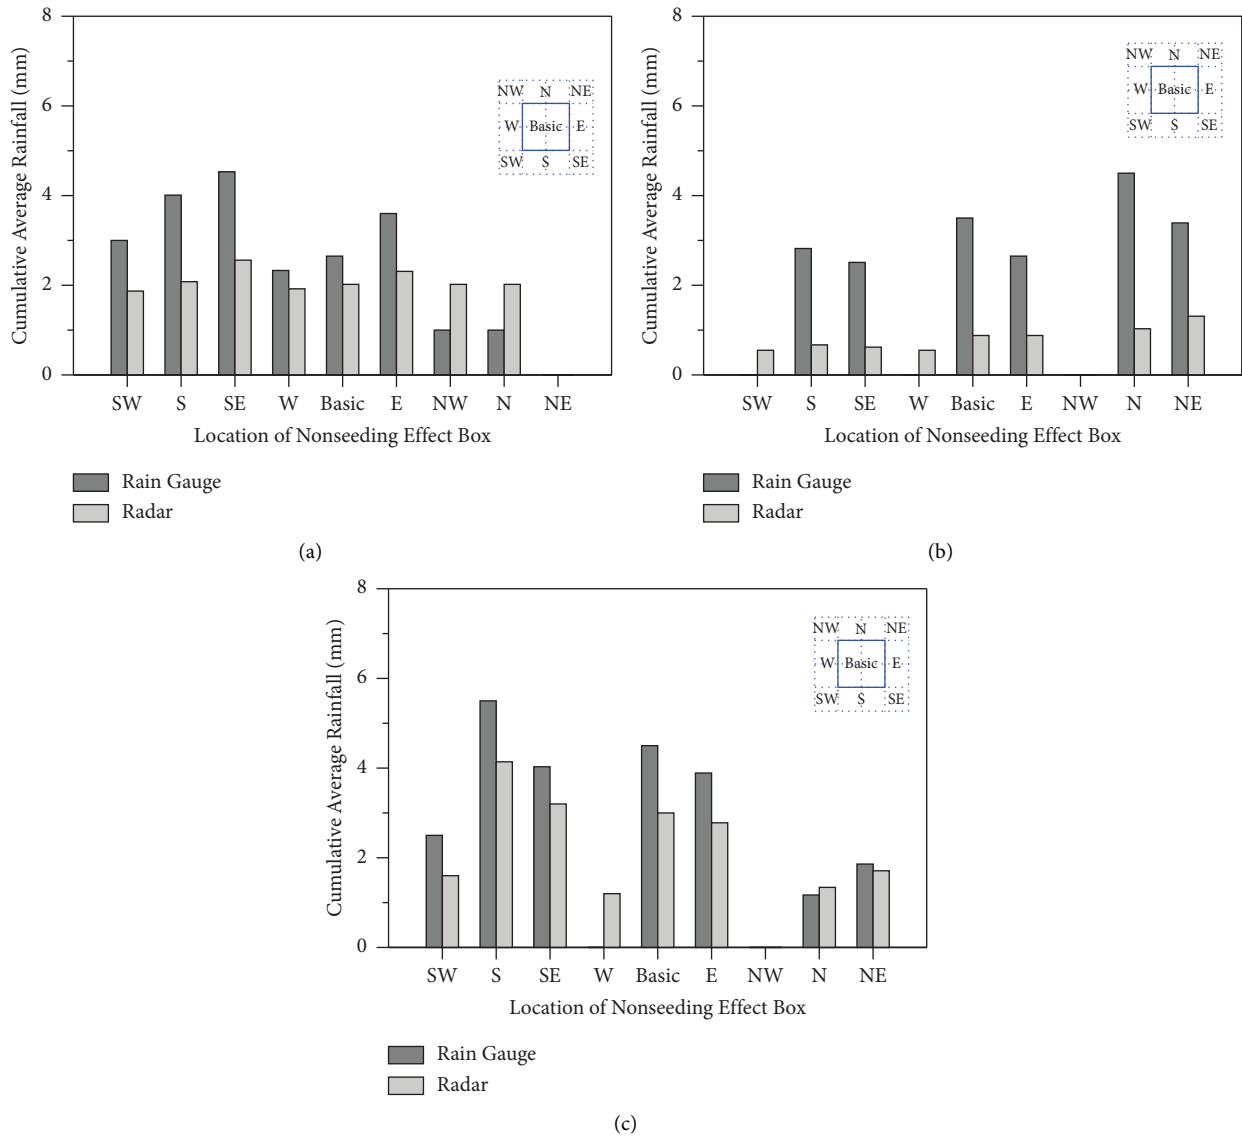 Cumulative Average Rainfall (mm)
8
6
4
2
0
NW N NE
W Basic E
SW S SE
SW S SE W Basic E NW N NE
Location of Nonseeding Effect Box
Rain Gauge
Radar
(a)
Cumulative Average Rainfall (mm)
8
6
4
2
0
NW N NE
W Basic E
SW S SE
SW S SE W Basic E NW N NE
Location of Nonseeding Effect Box
Rain Gauge
Radar
(b)
Cumulative Average Rainfall (mm)
8
6
4
2
0
NW N NE
W Basic E
SW S SE
SW S SE W Basic E NW N NE
Location of Nonseeding Effect Box
Rain Gauge
Radar
(c)